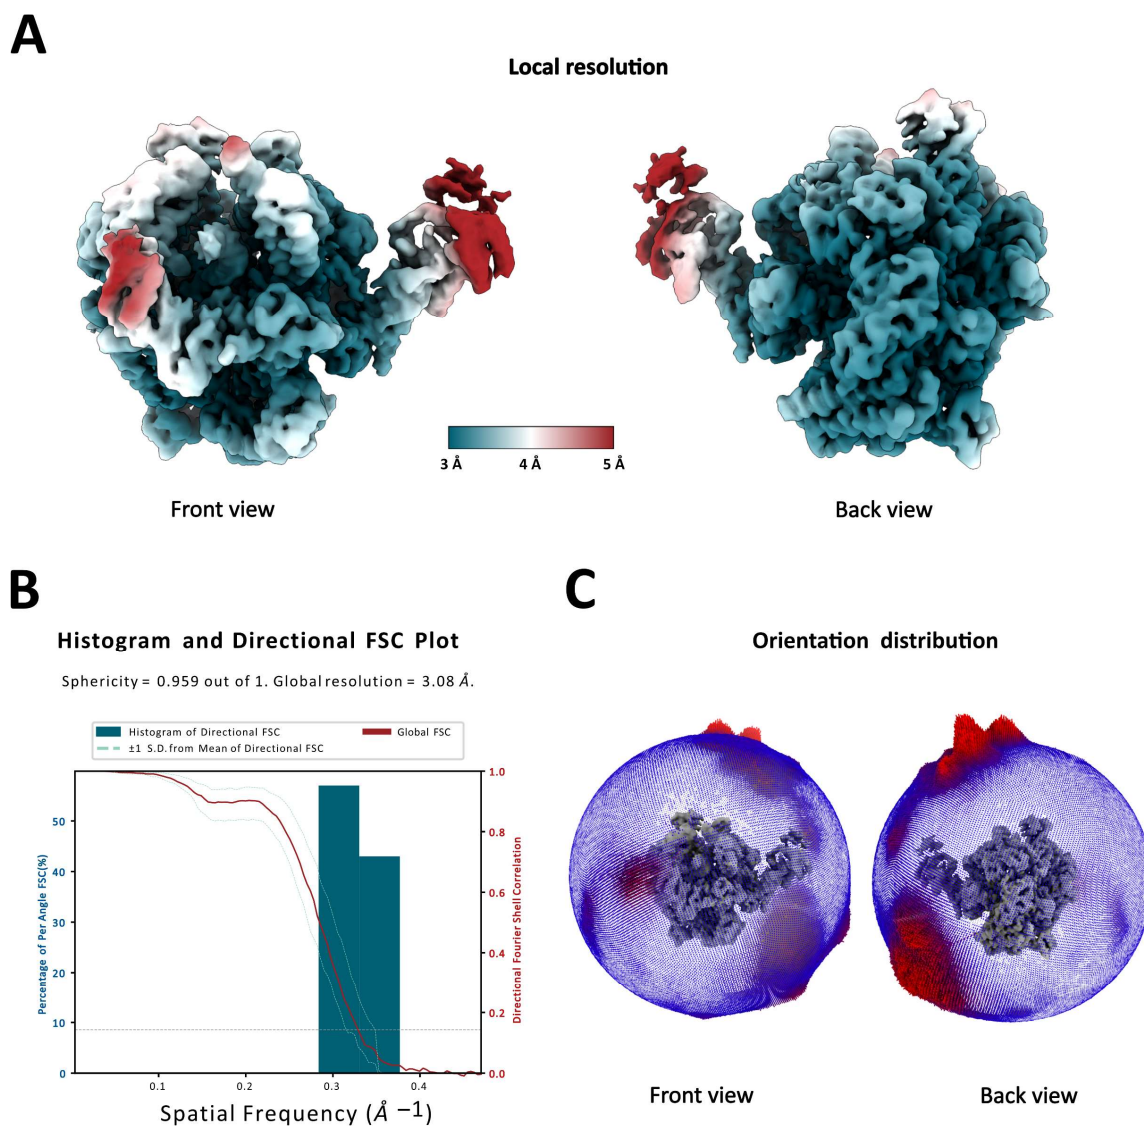 A
Local resolution
3 Å 4 Å 5 Å
Front view Back view
B
Histogram and Directional FSC Plot
Sphericity = 0.959 out of 1. Global resolution = 3.08 Å.
Histogram of Directional FSC Global FSC
±1 S.D. from Mean of Directional FSC
Percentage of Per Angle FSC(%)
50
40
30
20
10
0
1.0
0.8
0.6
0.4
0.2
0.0
Directional Fourier Shell Correlation
0.1 0.2 0.3 0.4
Spatial Frequency (Å −1)
C
Orientation distribution
Front view Back view